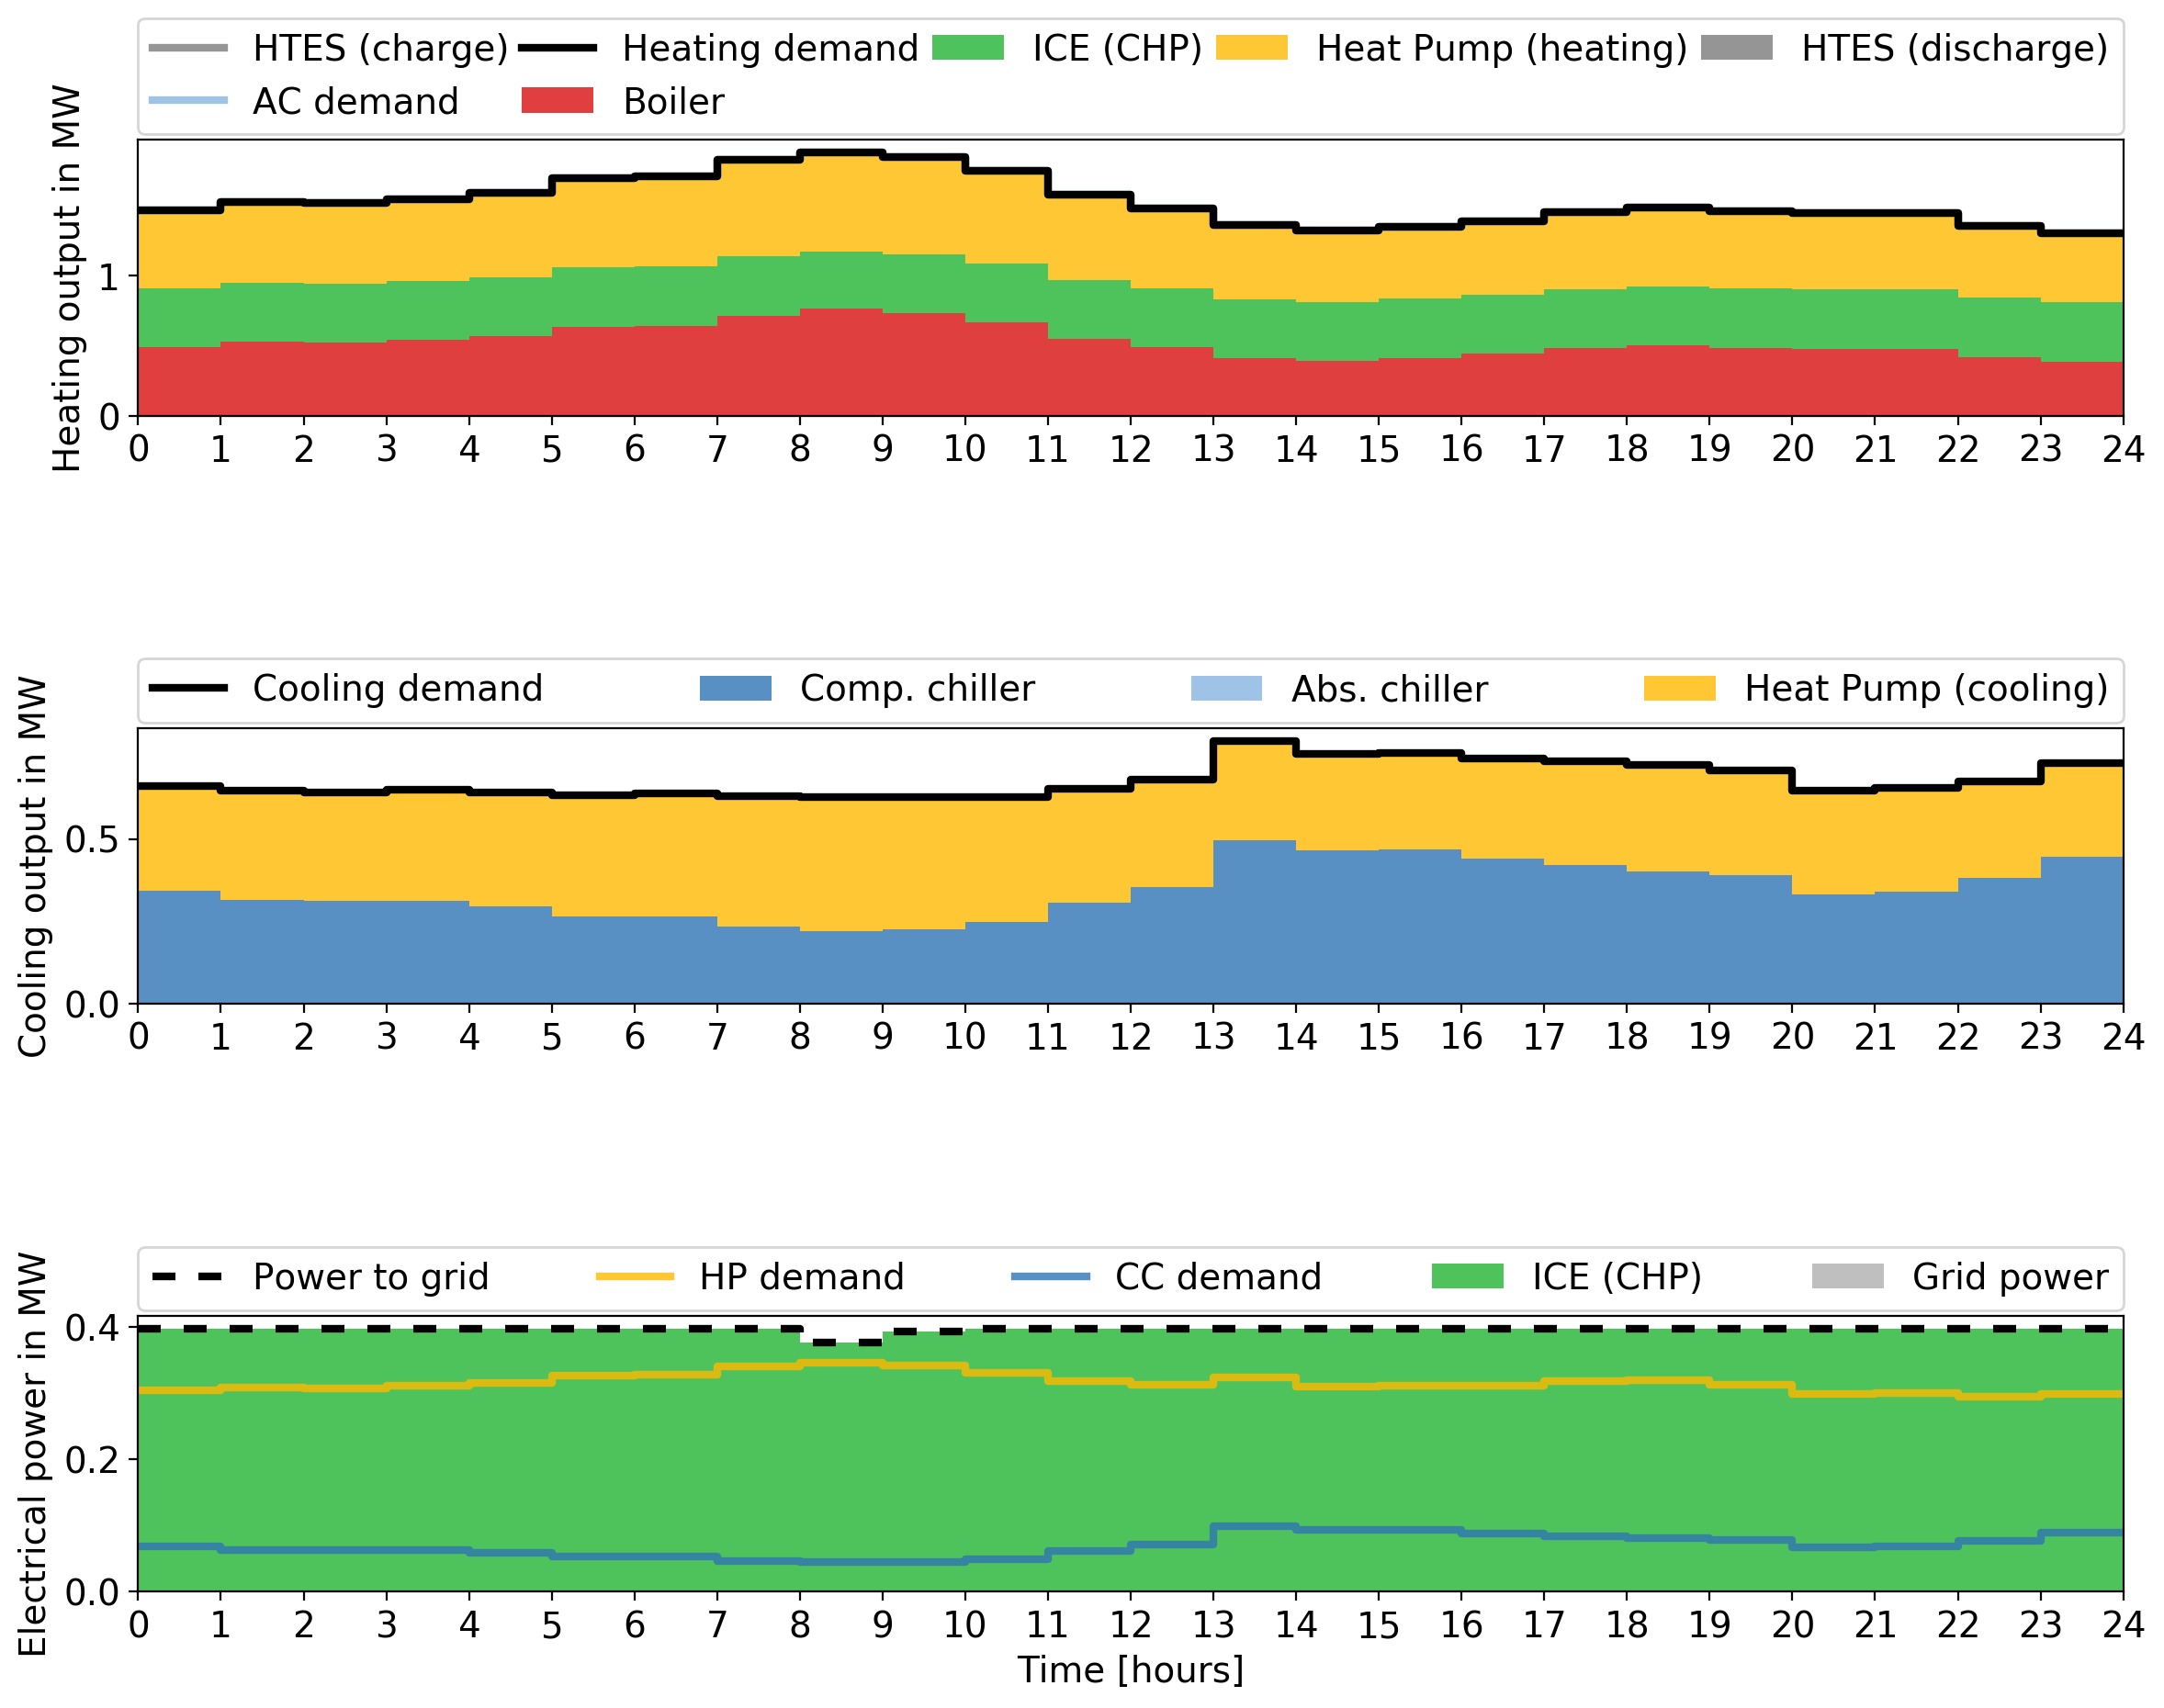 HTES (charge) Heating demand ICE (CHP) Heat Pump (heating) HTES (discharge)
AC demand Boiler
Heating output in MW
1
0
0 1 2 3 4 5 6 7 8 9 10 11 12 13 14 15 16 17 18 19 20 21 22 23 24
Cooling demand Comp. chiller Abs. chiller Heat Pump (cooling)
Cooling output in MW
0.5
0.0
0 1 2 3 4 5 6 7 8 9 10 11 12 13 14 15 16 17 18 19 20 21 22 23 24
Power to grid HP demand CC demand ICE (CHP) Grid power
Electrical power in MW
0.4
0.2
0.0
0 1 2 3 4 5 6 7 8 9 10 11 12 13 14 15 16 17 18 19 20 21 22 23 24
Time [hours]